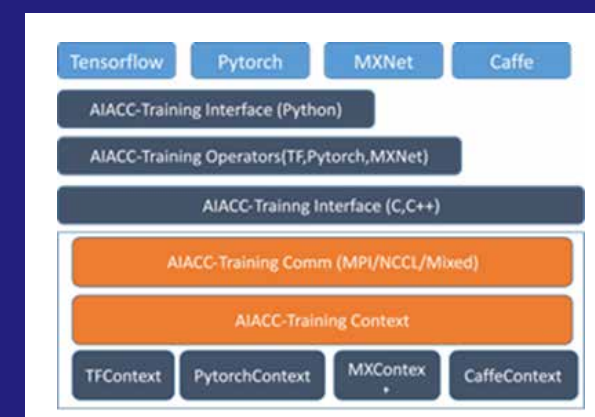 Tensorflow Pytorch MXNet Caffe
AIACC-Training Interface (Python)
AIACC-Training Operators(TF,Pytorch,MXNet)
AIACC-Trainng Interface (C,C++)
AIACC-Training Comm (MPI/NCCL/Mixed)
AIACC-Training Context
TFContext PytorchContext MXContex CaffeContext